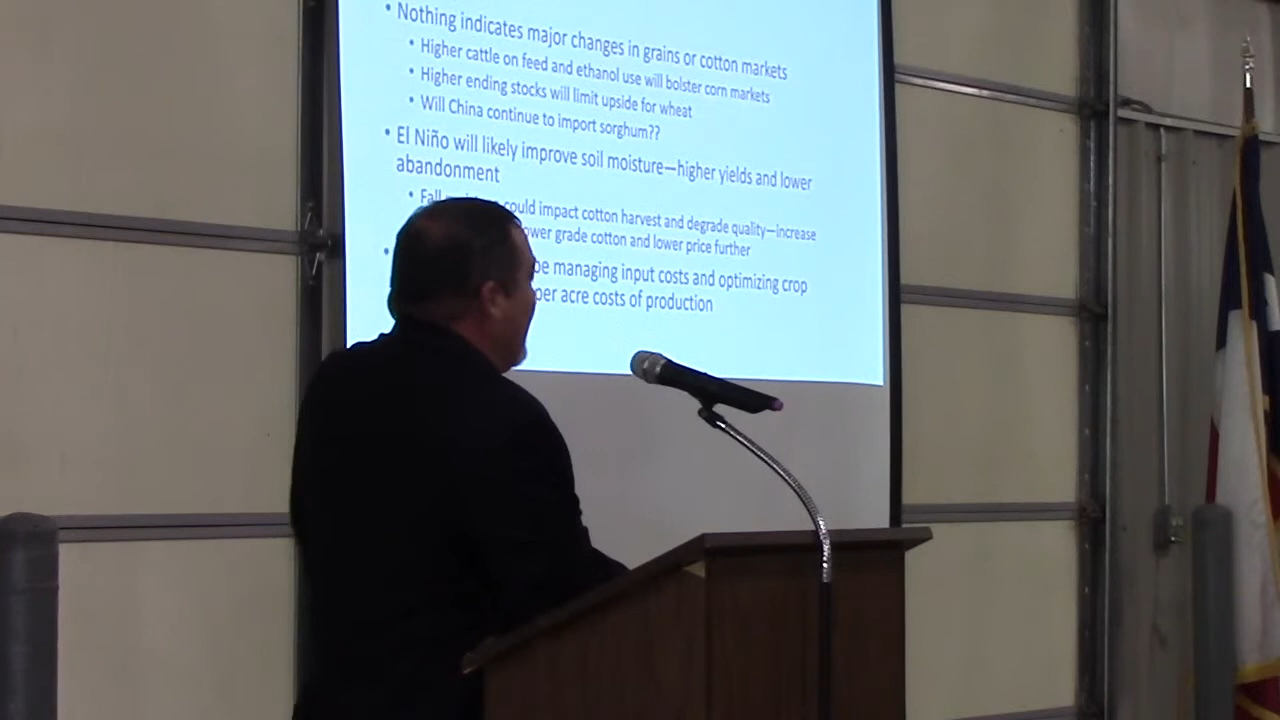 • Nothing indicates major changes in grains or cotton markets
• Higher cattle on feed and ethanol use will bolster corn markets
• Higher ending stocks will limit upside for wheat
• Will China continue to import sorghum??
• El Niño will likely improve soil moisture—higher yields and lower
abandonment
• Fall could impact cotton harvest and degrade quality—increase
lower grade cotton and lower price further
• be managing input costs and optimizing crop
per acre costs of production